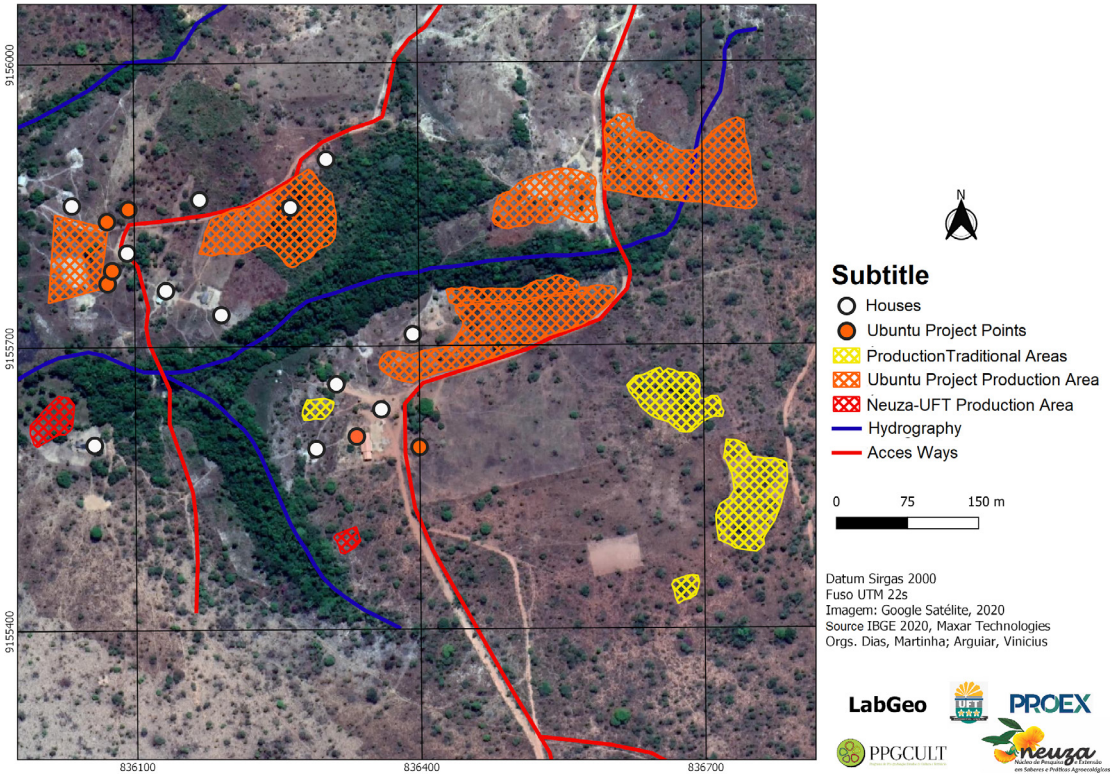 9156000
9155700
9155400
836100
836400
836700
N
Subtitle
Houses
Ubuntu Project Points
ProductionTraditional Areas
Ubuntu Project Production Area
Neuza-UFT Production Area
Hydrography
Acces Ways
0 75 150 m
Datum Sirgas 2000
Fuso UTM 22s
Imagem: Google Satélite, 2020
Source IBGE 2020, Maxar Technologies
Orgs. Dias, Martinha; Arguiar, Vinicius
LabGeo
UFT
PROEX
PPGCULT
neuza
Núcleo de Pesquisa e Extensão
em Saberes e Práticas Agroecológicas